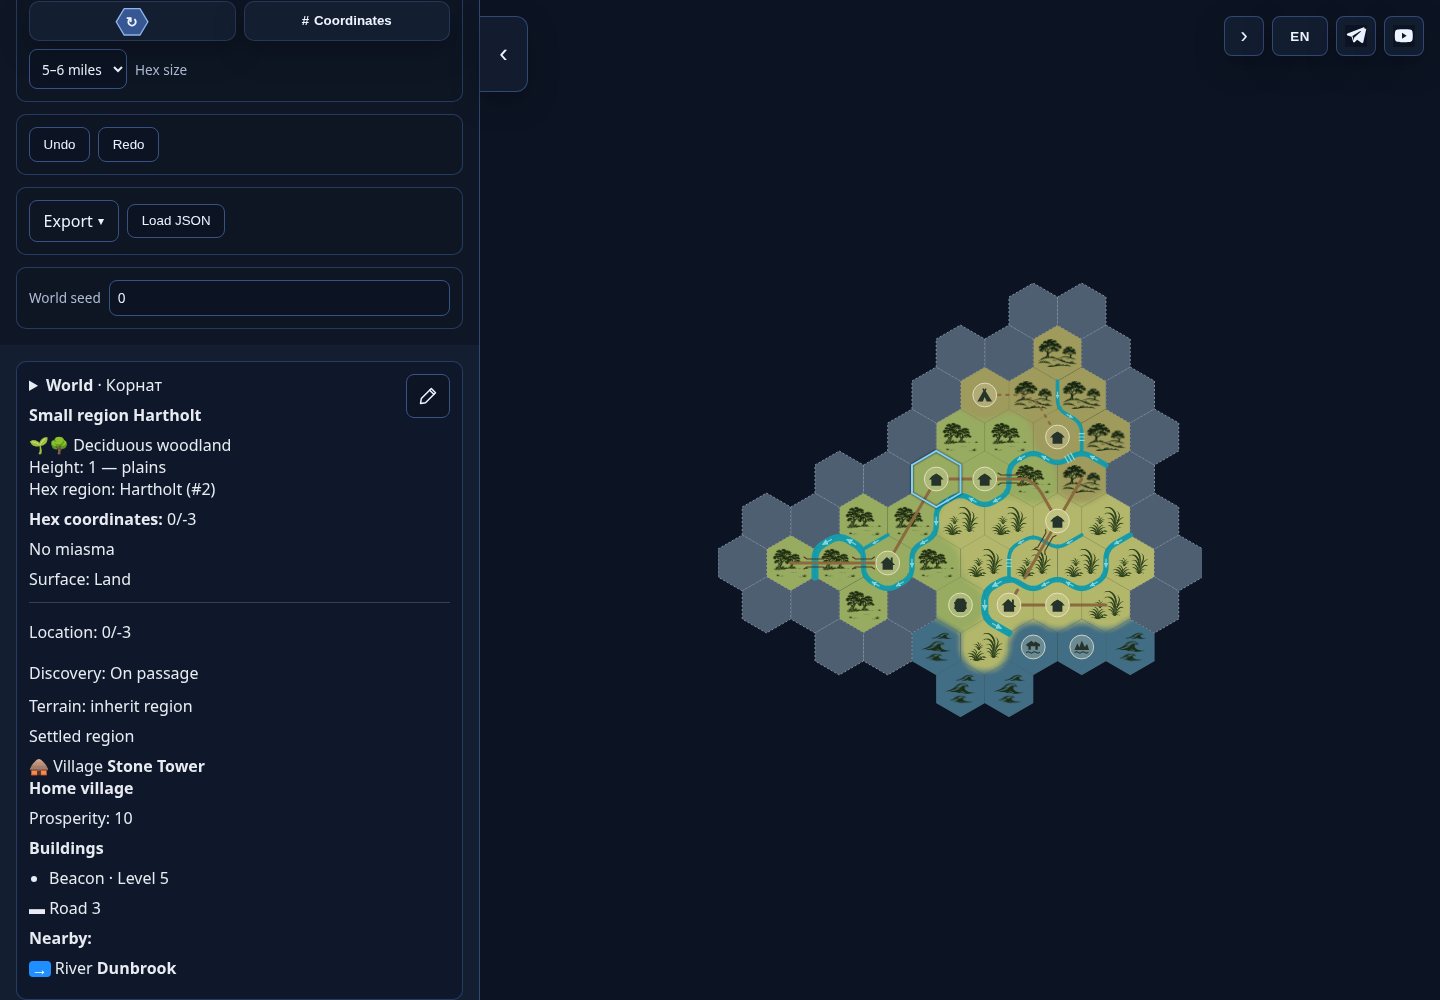 # Coordinates
5–6 miles Hex size
Undo Redo
Export ▾ Load JSON
World seed 0
World · Корнат
Small region Hartholt
Deciduous woodland
Height: 1 — plains
Hex region: Hartholt (#2)
Hex coordinates: 0/-3
No miasma
Surface: Land
Location: 0/-3
Discovery: On passage
Terrain: inherit region
Settled region
Village Stone Tower
Home village
Prosperity: 10
Buildings
• Beacon · Level 5
Road 3
Nearby:
River Dunbrook
EN